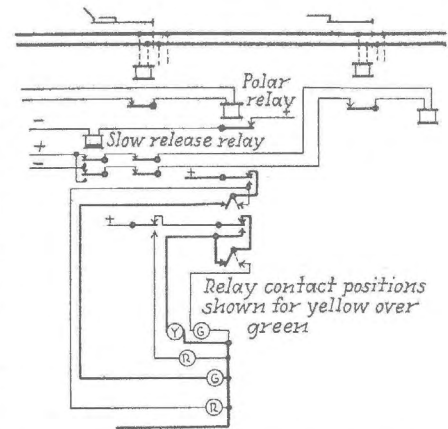 Polar
relay
+
−
Slow release relay
+
−
+
+
Relay contact positions
shown for yellow over
green
Y G
R
G
R